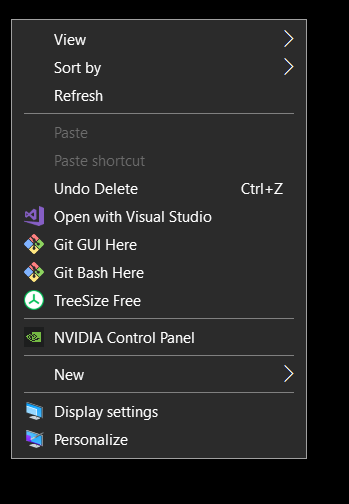 View
Sort by
Refresh
Paste
Paste shortcut
Undo Delete Ctrl+Z
Open with Visual Studio
Git GUI Here
Git Bash Here
TreeSize Free
NVIDIA Control Panel
New
Display settings
Personalize